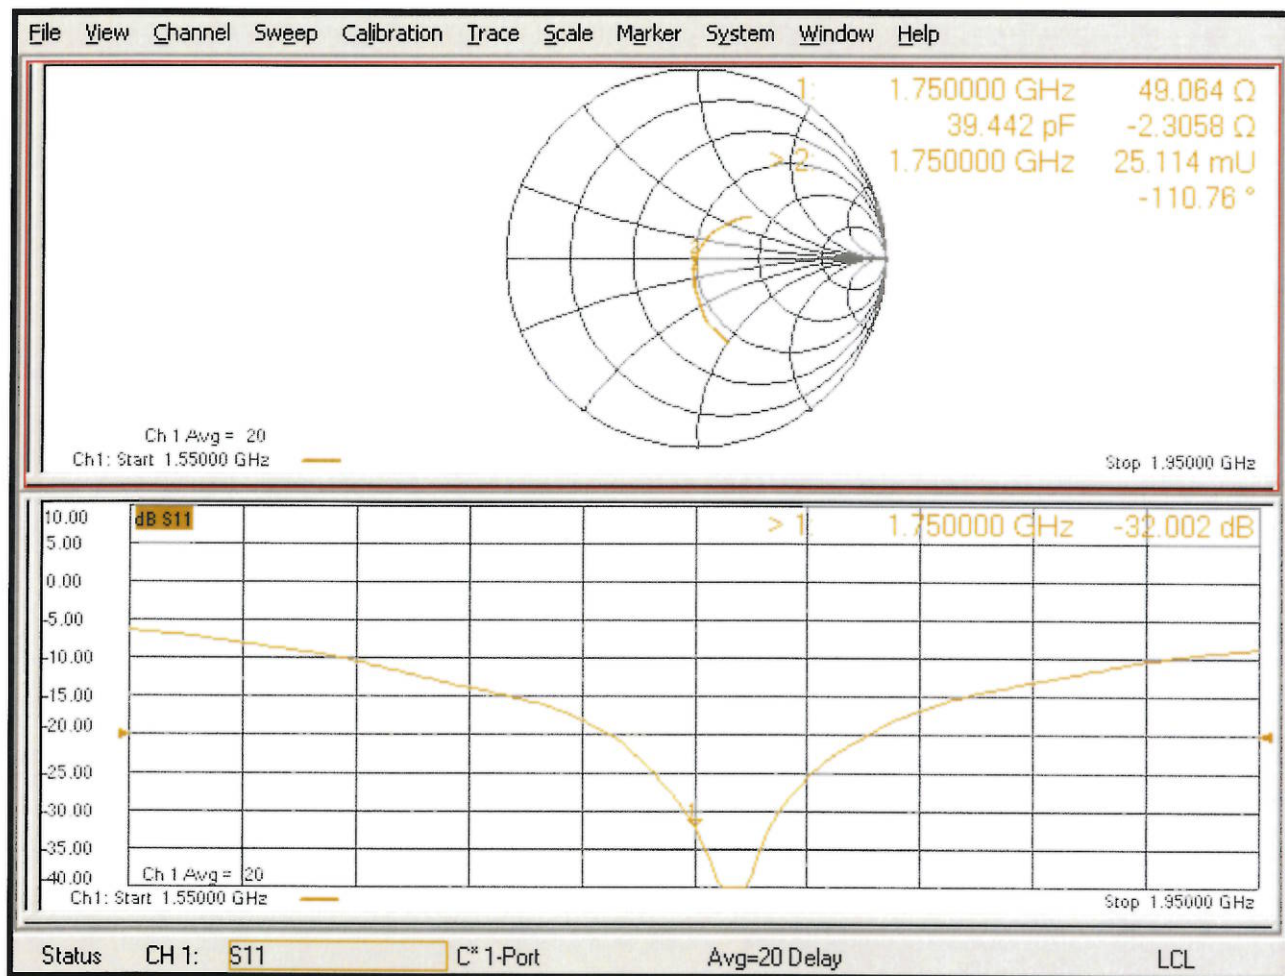 File View Channel Sweep Calibration Trace Scale Marker System Window Help
1: 1.750000 GHz 49.064 Ω
39.442 pF -2.3058 Ω
> 2: 1.750000 GHz 25.114 mU
-110.76 °
Ch 1 Avg = 20
Ch1: Start 1.55000 GHz
Stop 1.95000 GHz
10.00
dB S11
> 1: 1.750000 GHz -32.002 dB
5.00
0.00
-5.00
-10.00
-15.00
-20.00
-25.00
-30.00
1
-35.00
-40.00
Ch 1 Avg = 20
Ch1: Start 1.55000 GHz
Stop 1.95000 GHz
Status CH 1: S11 C* 1-Port Avg=20 Delay LCL